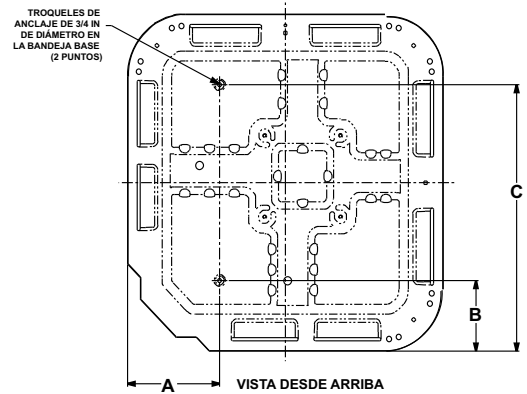 TROQUELES DE
ANCLAJE DE 3/4 IN
DE DIÁMETRO EN
LA BANDEJA BASE
(2 PUNTOS)
C
B
A
VISTA DESDE ARRIBA